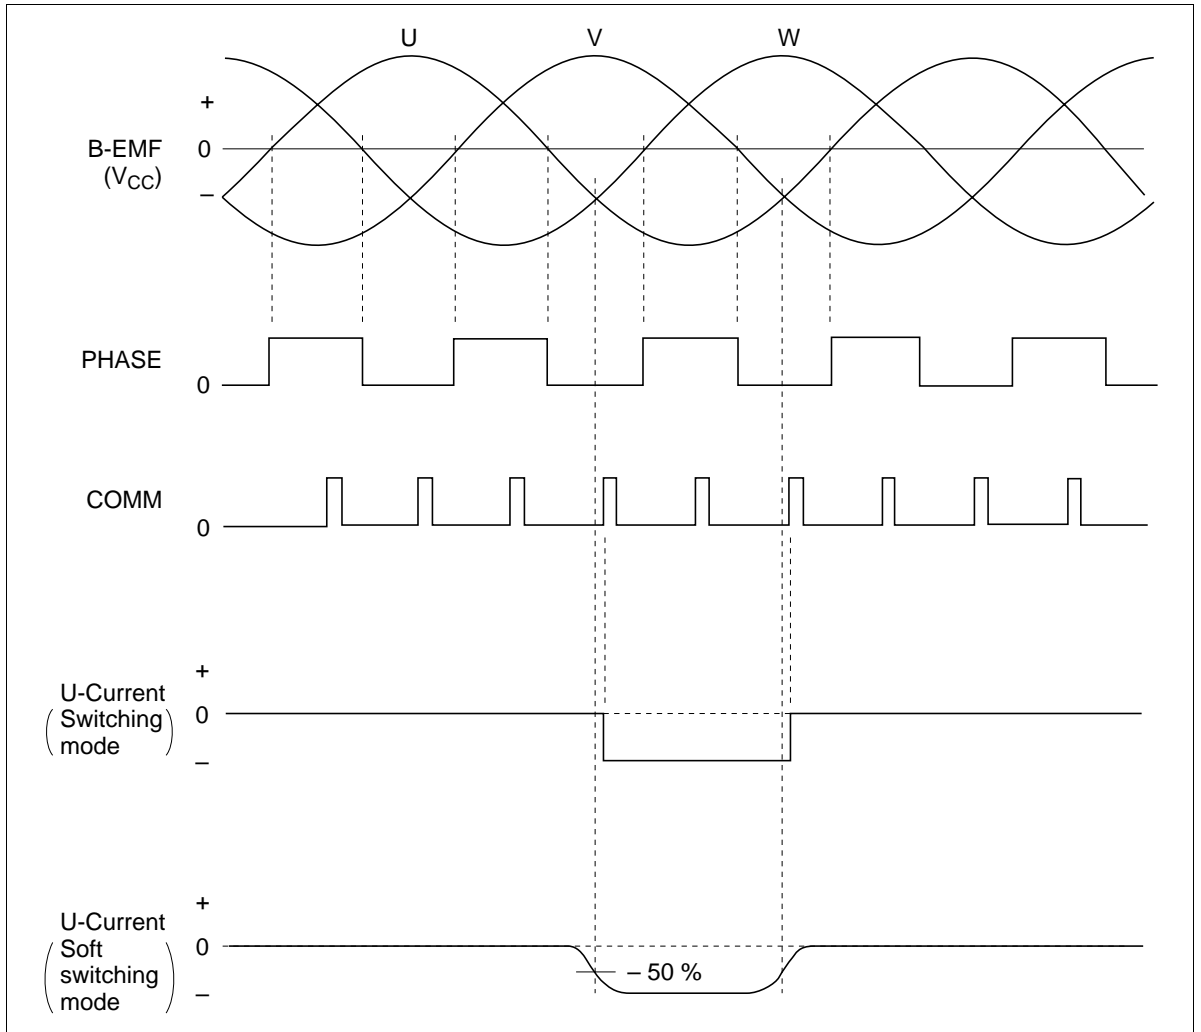 U V W
+
B-EMF 0
(VCC)
–
PHASE
0
COMM
0
+
U-Current
0
Switching
mode
–
+
U-Current
0
Soft
switching
– 50 %
mode
–